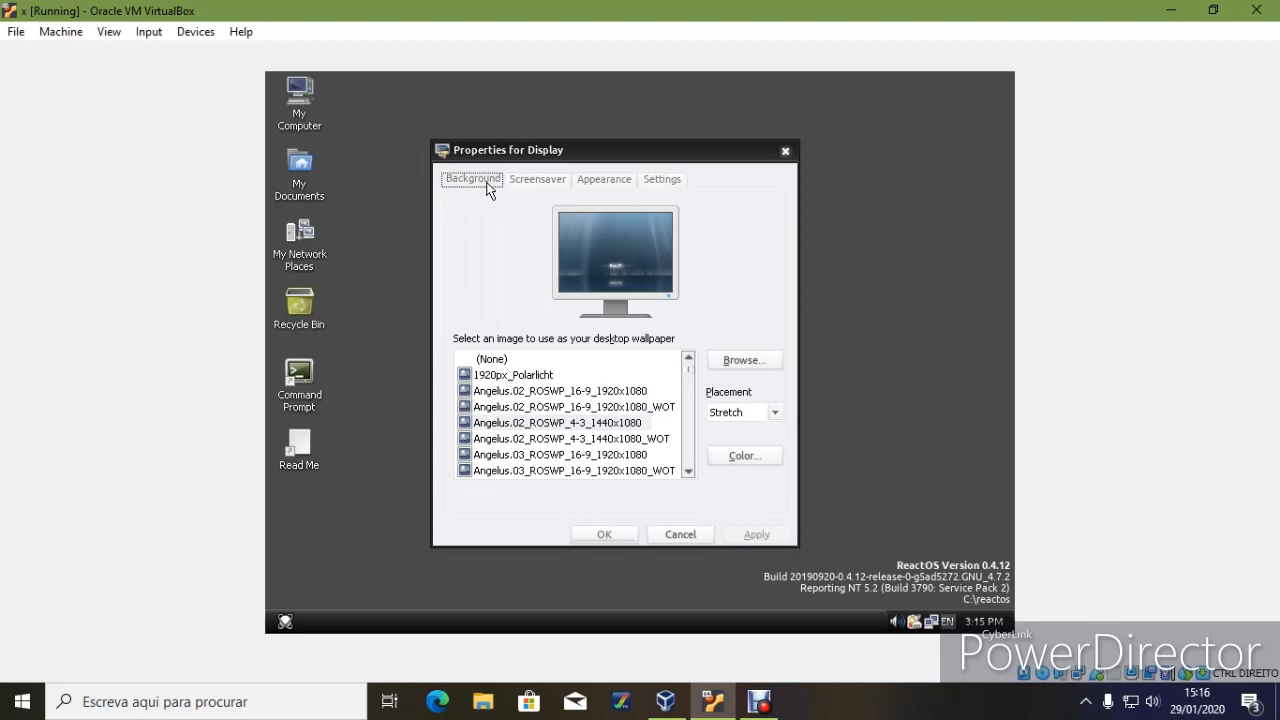 x [Running] - Oracle VM VirtualBox
File Machine View Input Devices Help
My Computer
My Documents
My Network Places
Recycle Bin
Command Prompt
Read Me
Properties for Display
Background Screensaver Appearance Settings
Select an image to use as your desktop wallpaper
(None)
1920px_Polarlicht
Angelus.02_ROSWP_16-9_1920x1080
Angelus.02_ROSWP_16-9_1920x1080_WOT
Angelus.02_ROSWP_4-3_1440x1080
Angelus.02_ROSWP_4-3_1440x1080_WOT
Angelus.03_ROSWP_16-9_1920x1080
Angelus.03_ROSWP_16-9_1920x1080_WOT
Browse...
Placement
Stretch
Color...
OK Cancel Apply
ReactOS Version 0.4.12
Build 20190920-0.4.12-release-0-g5ad5272.GNU_4.7.2
Reporting NT 5.2 (Build 3790: Service Pack 2)
C:\reactos
EN 3:15 PM
CyberLink
PowerDirector
CTRL DIREITO
Escreva aqui para procurar
15:16
29/01/2020
3